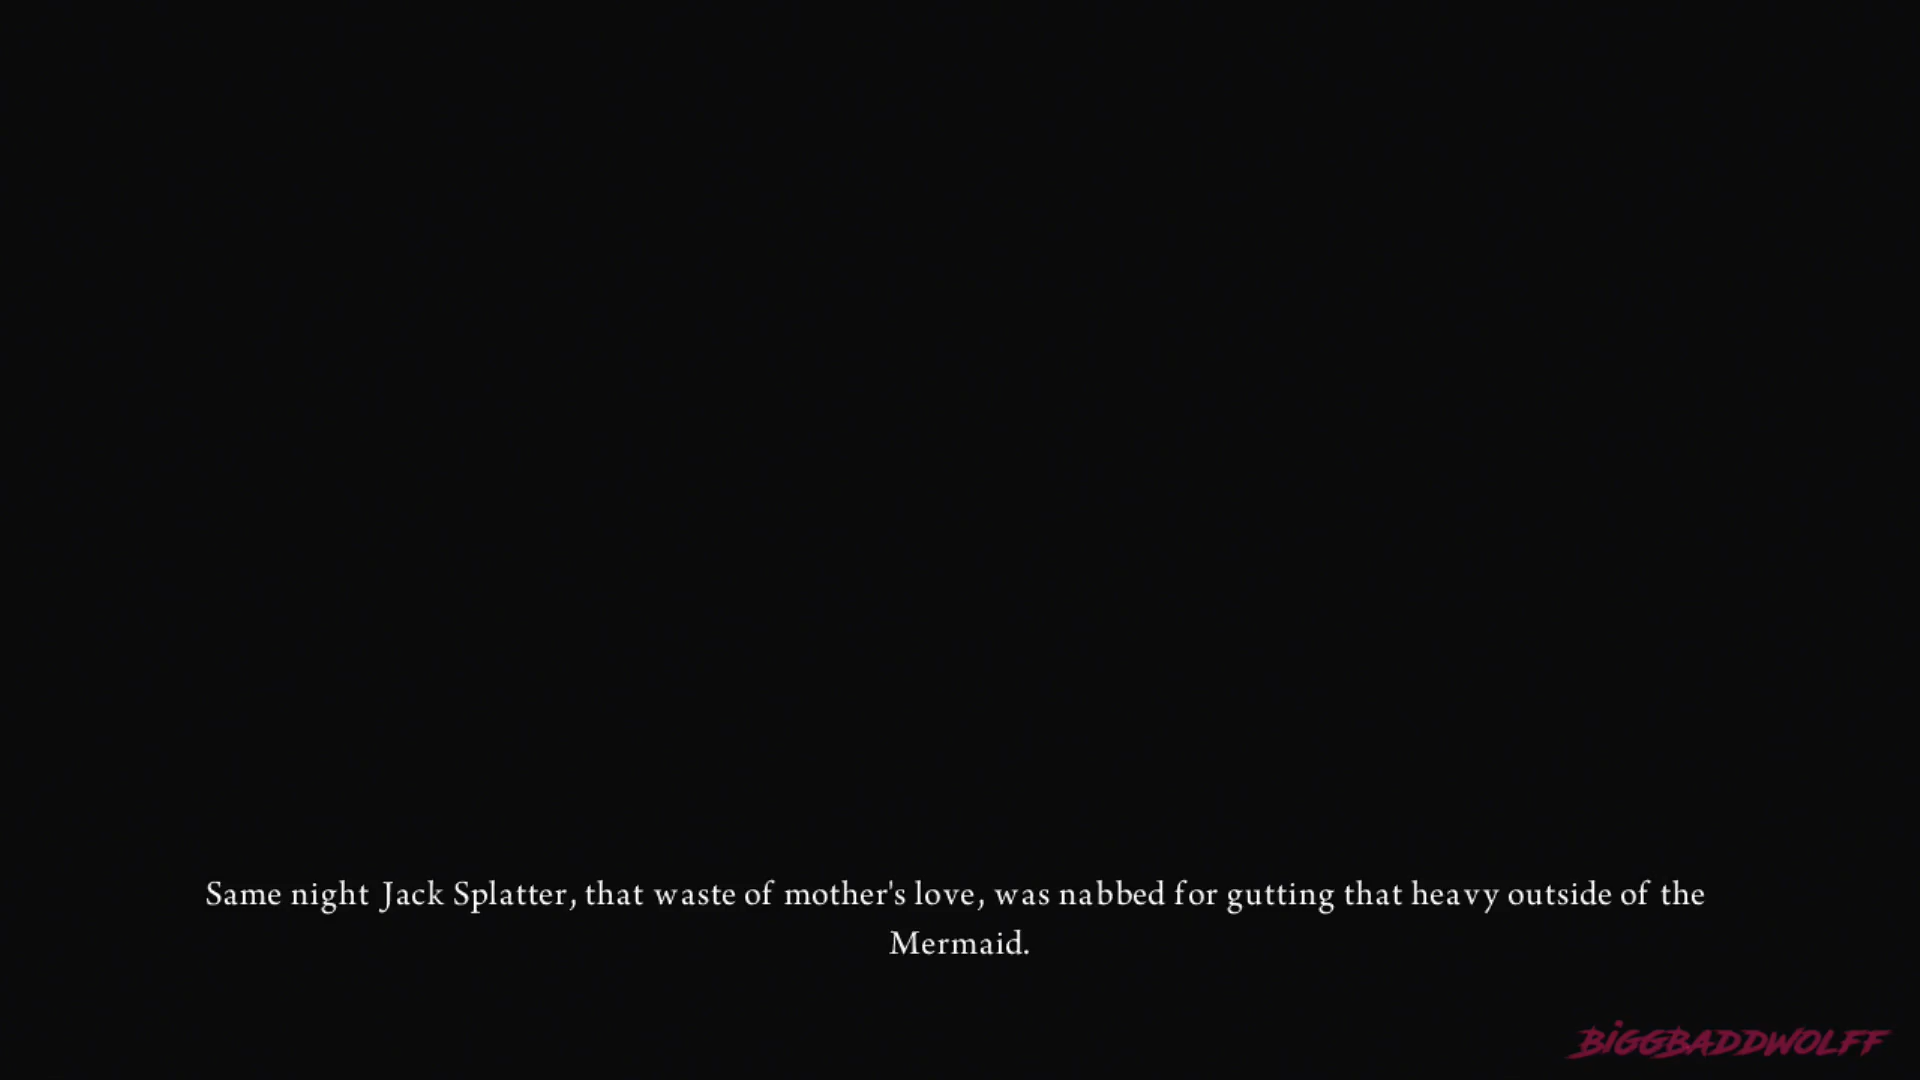 Same night Jack Splatter, that waste of mother's love, was nabbed for gutting that heavy outside of the
Mermaid.
BIGGBADDWOLFF